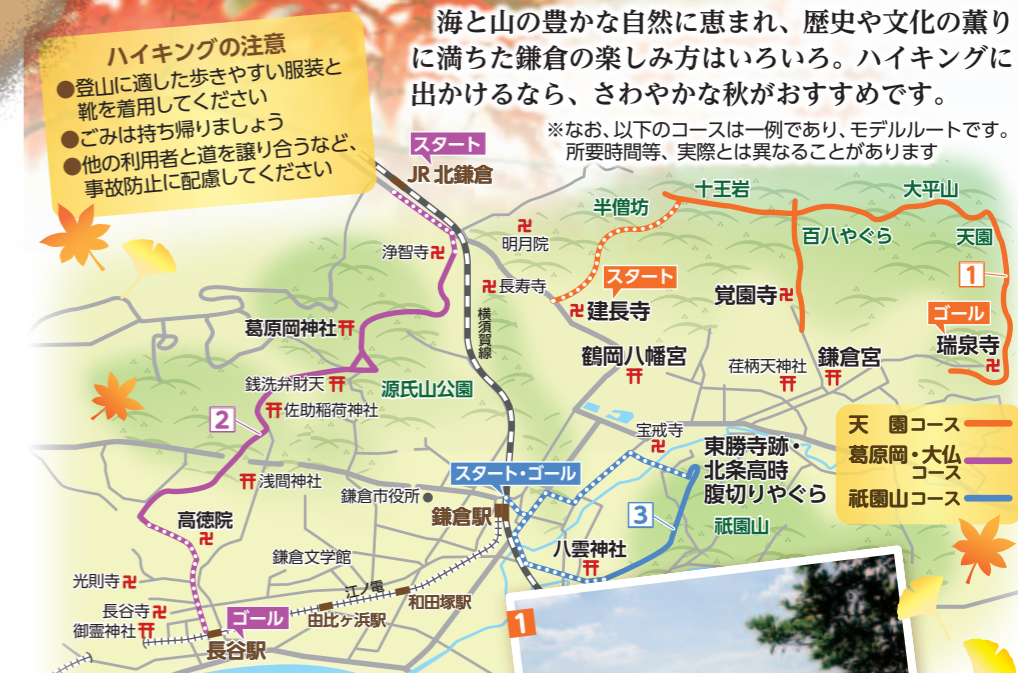 海と山の豊かな自然に恵まれ、歴史や文化の薫り
に満ちた鎌倉の楽しみ方はいろいろ。ハイキングに
出かけるなら、さわやかな秋がおすすめです。
※なお、以下のコースは一例であり、モデルルートです。
所要時間等、実際とは異なることがあります
ハイキングの注意
●登山に適した歩きやすい服装と
靴を着用してください
●ごみは持ち帰りましょう
●他の利用者と道を譲り合うなど、
事故防止に配慮してください
スタート
JR北鎌倉
浄智寺卍
卍
明月院
卍長寿寺
横須賀線
半僧坊
十王岩
大平山
百八やぐら
天園
1
スタート
卍建長寺
覚園寺卍
ゴール
瑞泉寺
卍
葛原岡神社
銭洗弁財天
源氏山公園
佐助稲荷神社
2
鶴岡八幡宮
荏柄天神社
鎌倉宮
宝戒寺
卍
東勝寺跡・
北条高時
腹切りやぐら
天園コース
葛原岡・大仏
コース
祇園山コース
スタート・ゴール
浅間神社
鎌倉市役所
鎌倉駅
3
祇園山
高徳院
卍
八雲神社
鎌倉文学館
光則寺卍
江ノ電
和田塚駅
長谷寺卍
御霊神社
ゴール
由比ヶ浜駅
長谷駅
1